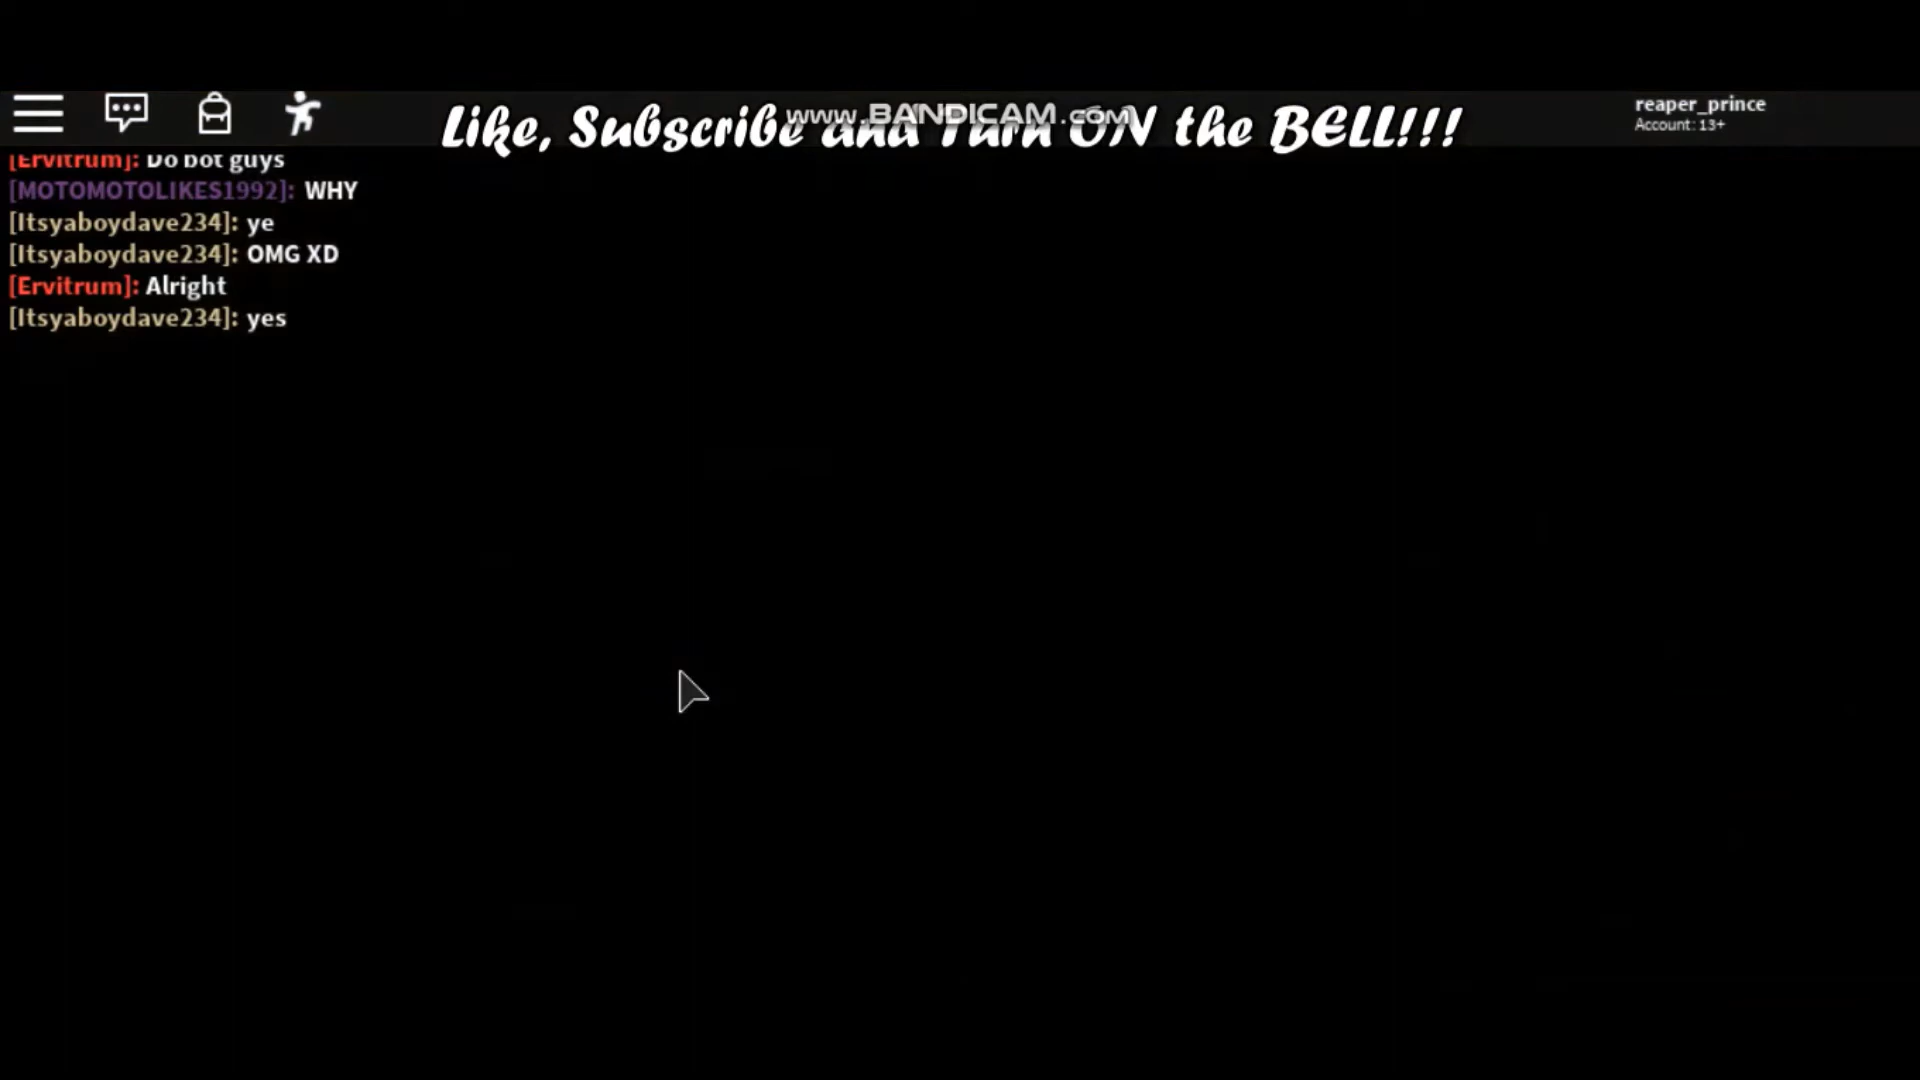 www.BANDICAM.com
Like, Subscribe and Turn ON the BELL!!!
reaper_prince
Account: 13+
[Ervitrum]: Do bot guys
[MOTOMOTOLIKES1992]: WHY
[Itsyaboydave234]: ye
[Itsyaboydave234]: OMG XD
[Ervitrum]: Alright
[Itsyaboydave234]: yes